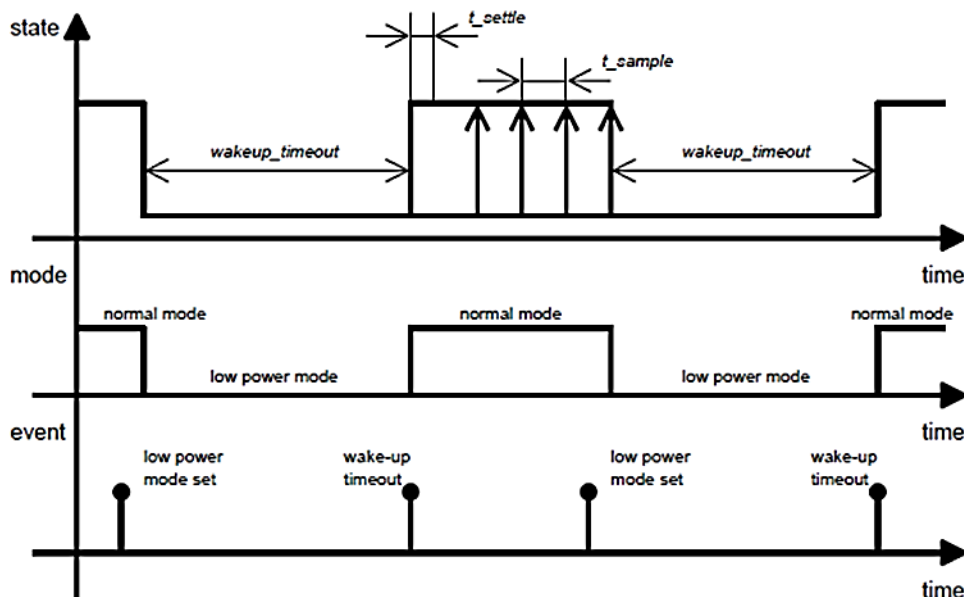 state
t_settle
t_sample
wakeup_timeout
wakeup_timeout
mode
time
normal mode
normal mode
normal mode
low power mode
low power mode
event
time
low power
mode set
wake-up
timeout
low power
mode set
wake-up
timeout
time